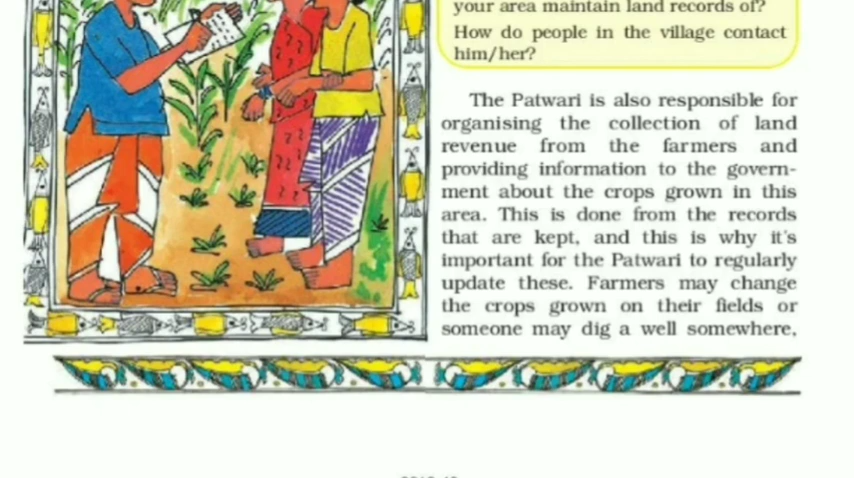 your area maintain land records of?
How do people in the village contact
him/her?
The Patwari is also responsible for
organising the collection of land
revenue from the farmers and
providing information to the govern-
ment about the crops grown in this
area. This is done from the records
that are kept, and this is why it's
important for the Patwari to regularly
update these. Farmers may change
the crops grown on their fields or
someone may dig a well somewhere,